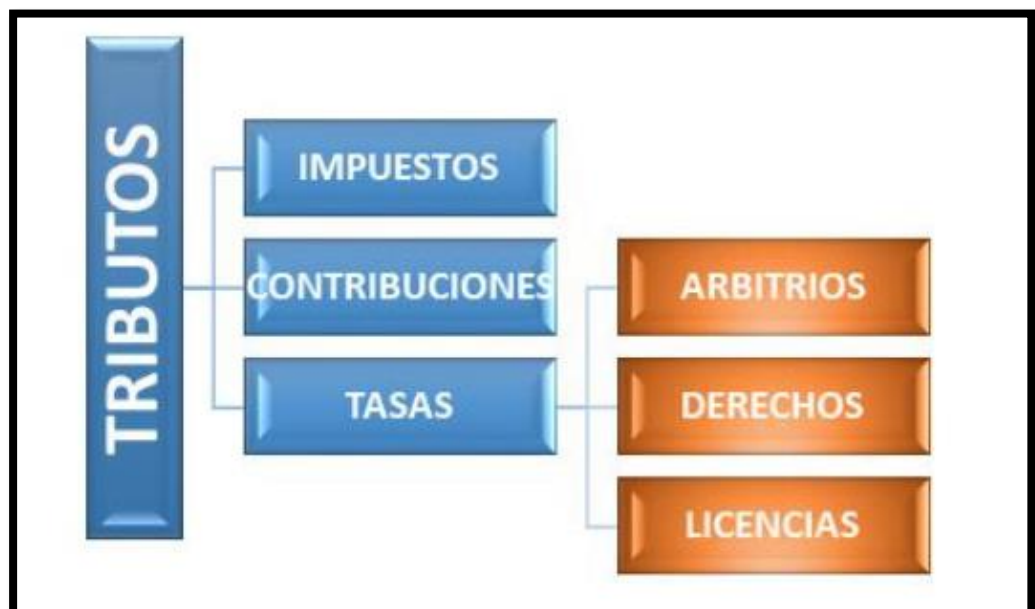 TRIBUTOS
IMPUESTOS
CONTRIBUCIONES
TASAS
ARBITRIOS
DERECHOS
LICENCIAS